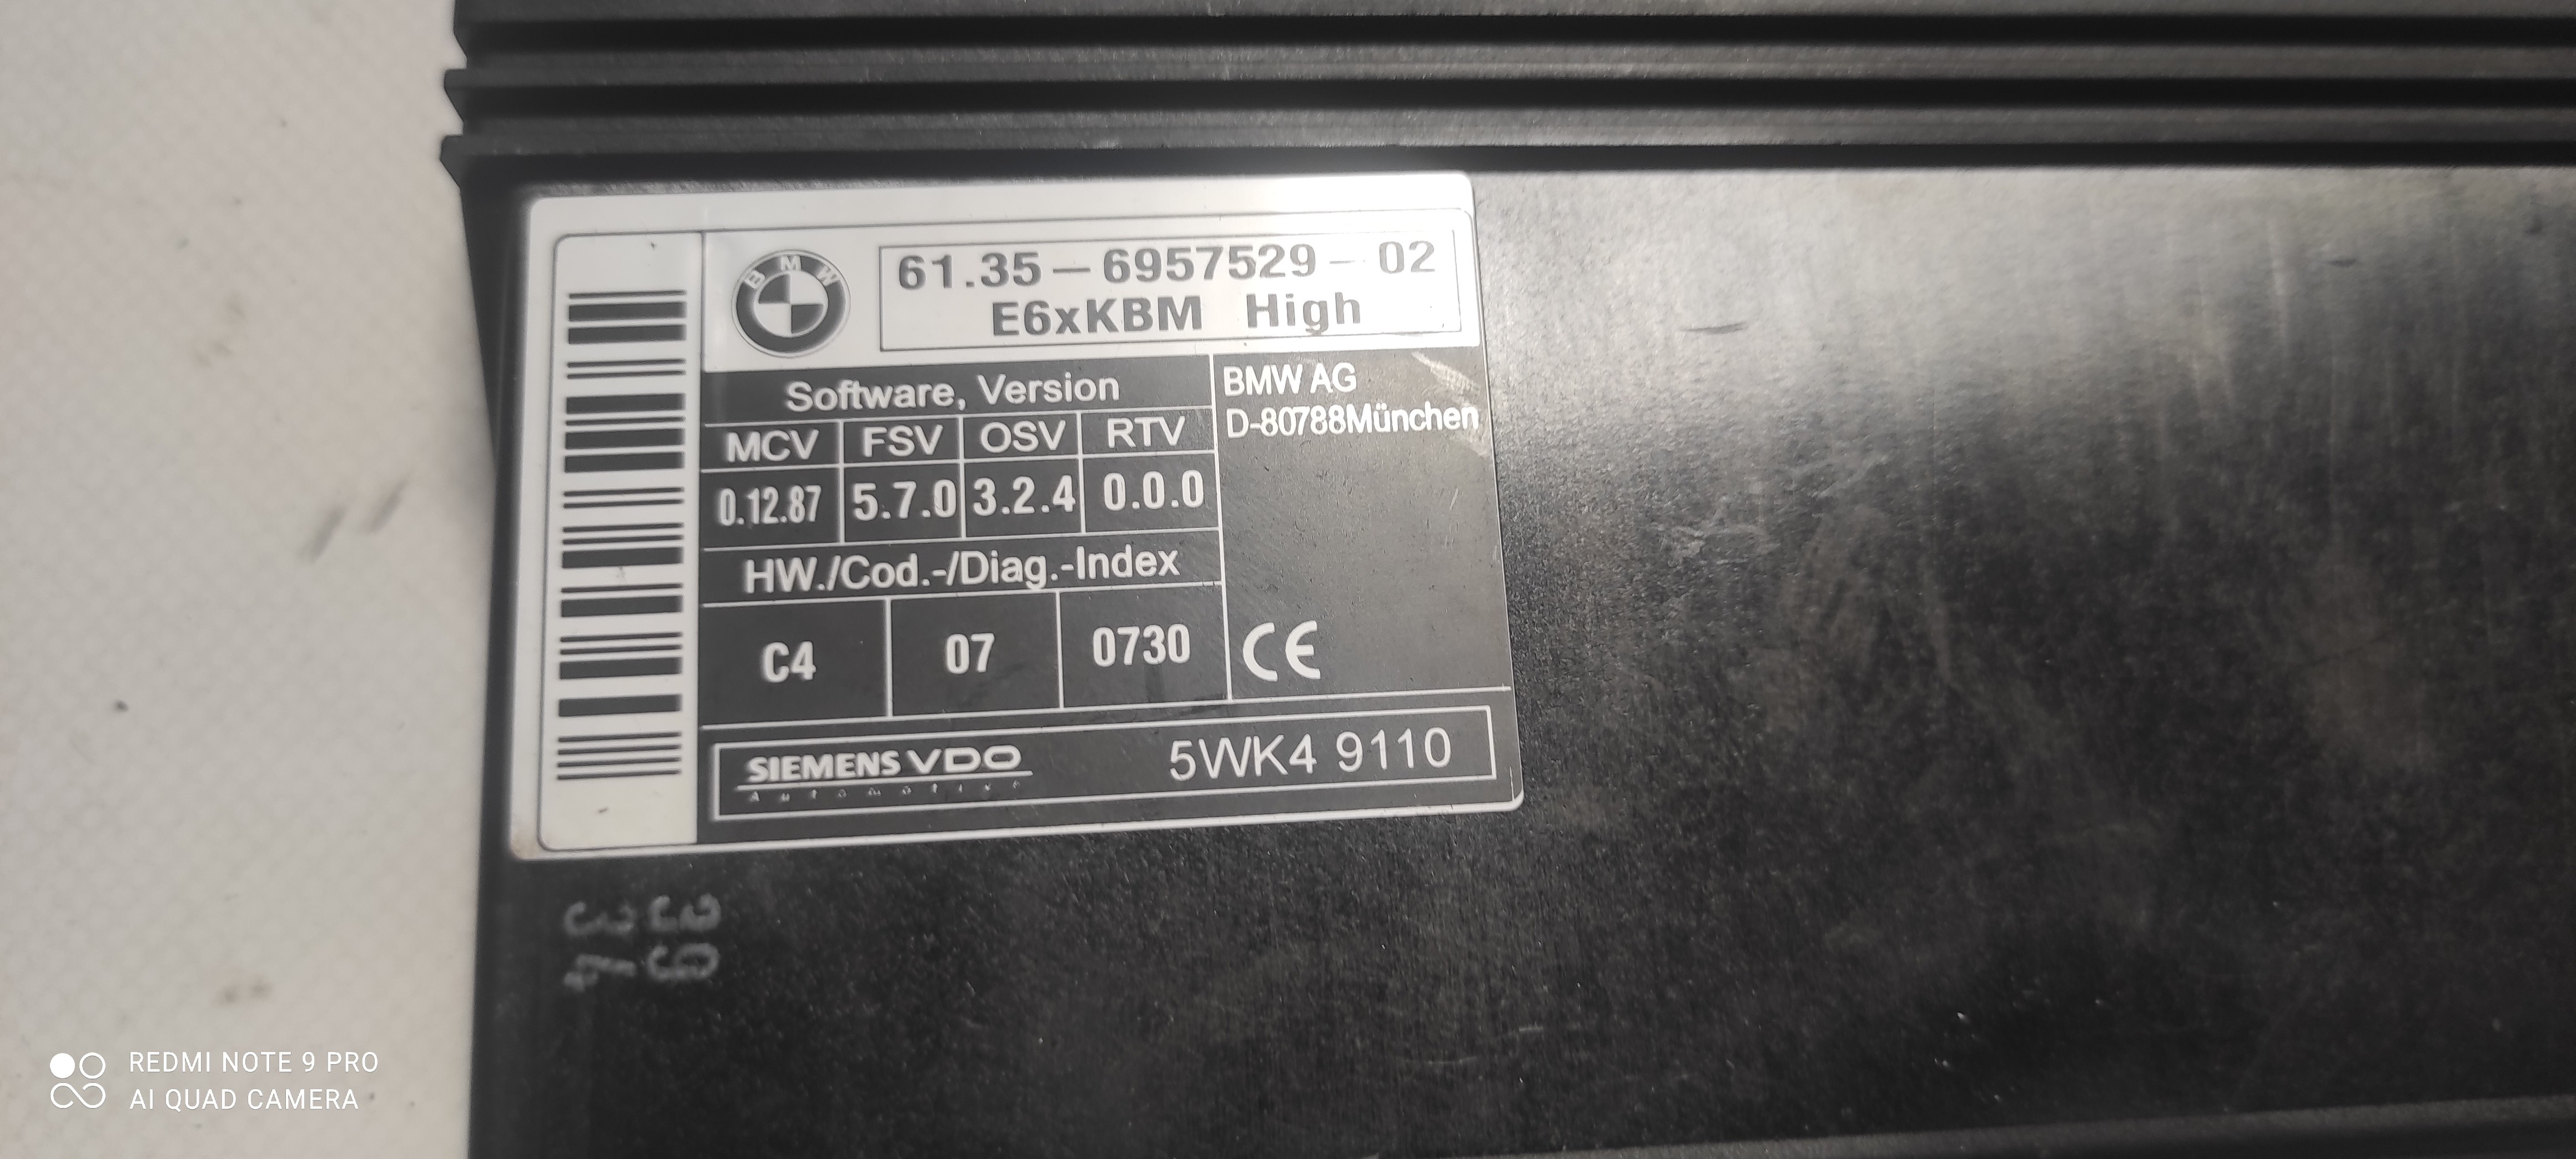 BMW
61.35 – 6957529 – 02
E6xKBM High
Software, Version
MCV FSV OSV RTV
0.12.87 5.7.0 3.2.4 0.0.0
BMW AG
D-80788München
HW./Cod.-/Diag.-Index
C4 07 0730
CE
SIEMENS VDO
Automotive
5WK4 9110
REDMI NOTE 9 PRO
AI QUAD CAMERA